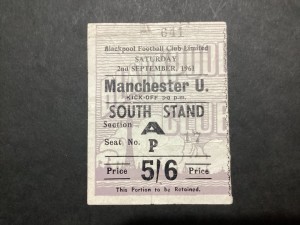 A 641
Blackpool Football Club Limited
SATURDAY
2nd SEPTEMBER, 1961
Manchester U.
KICK-OFF p.m.
SOUTH STAND
Section A
Seat No. P
Price 5/6 Price
This Portion to be Retained.